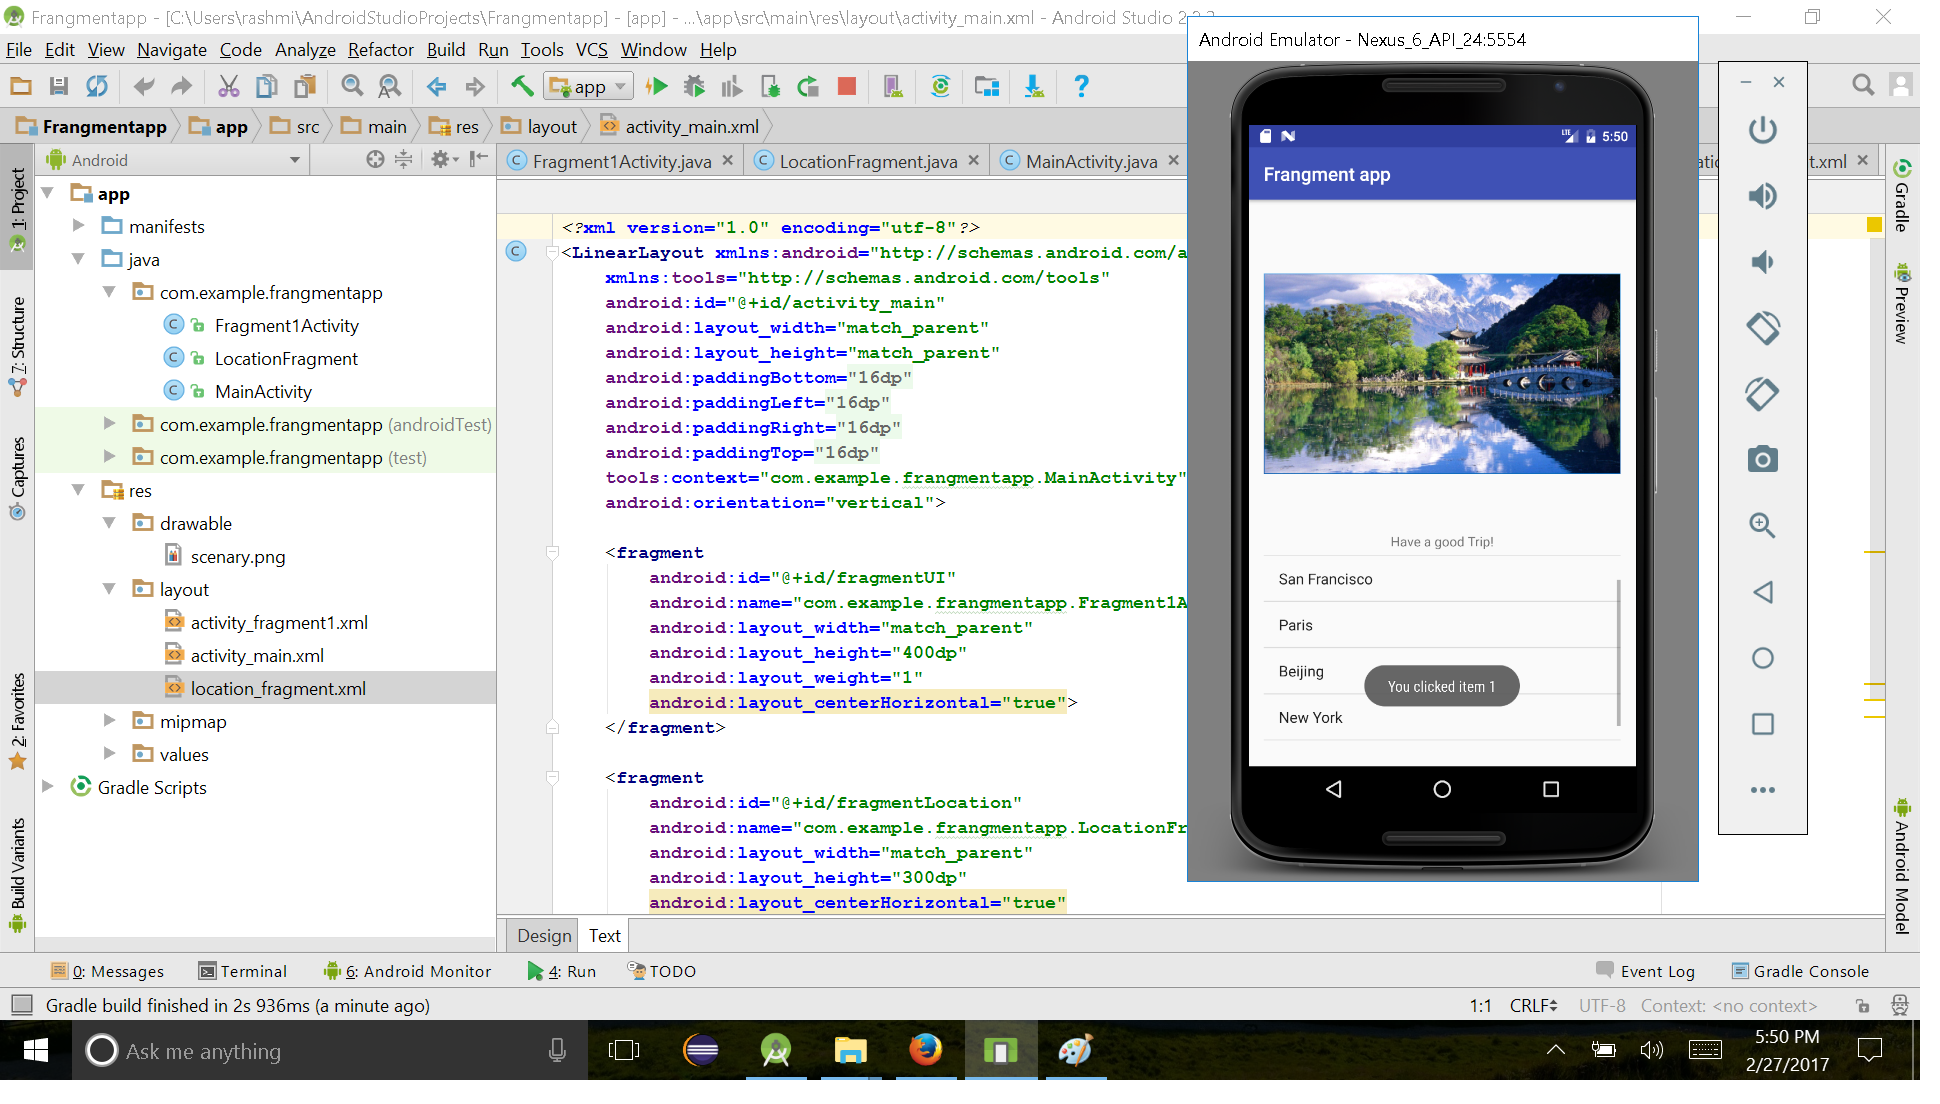 Frangmentapp - [C:\Users\rashmi\AndroidStudioProjects\Frangmentapp] - [app] - ...\app\src\main\res\layout\activity_main.xml - Android Studio
File Edit View Navigate Code Analyze Refactor Build Run Tools VCS Window Help
app
Frangmentapp app src main res layout activity_main.xml
Android
Fragment1Activity.java LocationFragment.java MainActivity.java
t.xml
1: Project
7: Structure
Captures
2: Favorites
Build Variants
app
manifests
java
com.example.frangmentapp
Fragment1Activity
LocationFragment
MainActivity
com.example.frangmentapp (androidTest)
com.example.frangmentapp (test)
res
drawable
scenary.png
layout
activity_fragment1.xml
activity_main.xml
location_fragment.xml
mipmap
values
Gradle Scripts
<?xml version="1.0" encoding="utf-8"?>
<LinearLayout xmlns:android="http://schemas.android.com/a
xmlns:tools="http://schemas.android.com/tools"
android:id="@+id/activity_main"
android:layout_width="match_parent"
android:layout_height="match_parent"
android:paddingBottom="16dp"
android:paddingLeft="16dp"
android:paddingRight="16dp"
android:paddingTop="16dp"
tools:context="com.example.frangmentapp.MainActivity"
android:orientation="vertical">
<fragment
android:id="@+id/fragmentUI"
android:name="com.example.frangmentapp.Fragment1A
android:layout_width="match_parent"
android:layout_height="400dp"
android:layout_weight="1"
android:layout_centerHorizontal="true">
</fragment>
<fragment
android:id="@+id/fragmentLocation"
android:name="com.example.frangmentapp.LocationFr
android:layout_width="match_parent"
android:layout_height="300dp"
android:layout_centerHorizontal="true"
Design Text
Android Emulator - Nexus_6_API_24:5554
LTE 5:50
Frangment app
Have a good Trip!
San Francisco
Paris
Beijing
You clicked item 1
New York
Gradle
Preview
Android Model
0: Messages Terminal 6: Android Monitor 4: Run TODO Event Log Gradle Console
Gradle build finished in 2s 936ms (a minute ago) 1:1 CRLF UTF-8 Context: <no context>
Ask me anything
5:50 PM
2/27/2017